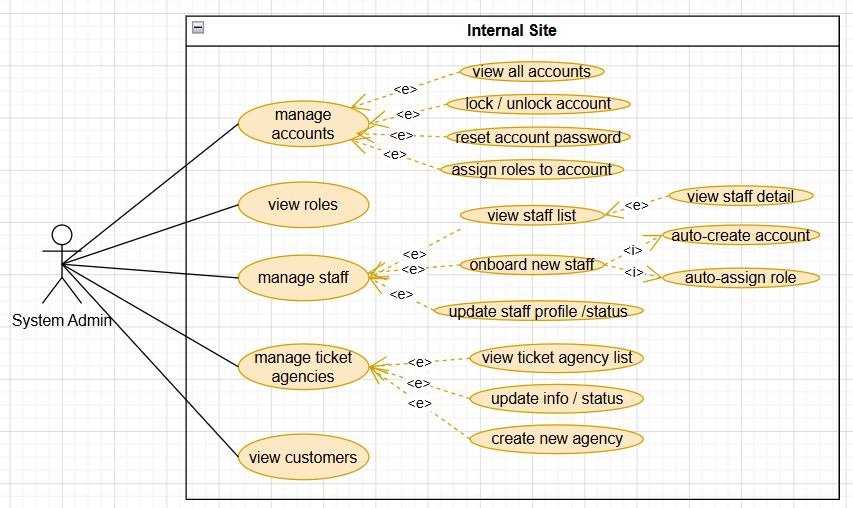 Internal Site
view all accounts
<e>
lock / unlock account
<e>
manage
accounts
<e>
reset account password
<e>
assign roles to account
view roles
view staff detail
<e>
view staff list
auto-create account
<e>
<i>
onboard new staff
<e>
<i>
manage staff
auto-assign role
<e>
update staff profile /status
System Admin
manage ticket
agencies
<e>
view ticket agency list
<e>
update info / status
<e>
create new agency
view customers